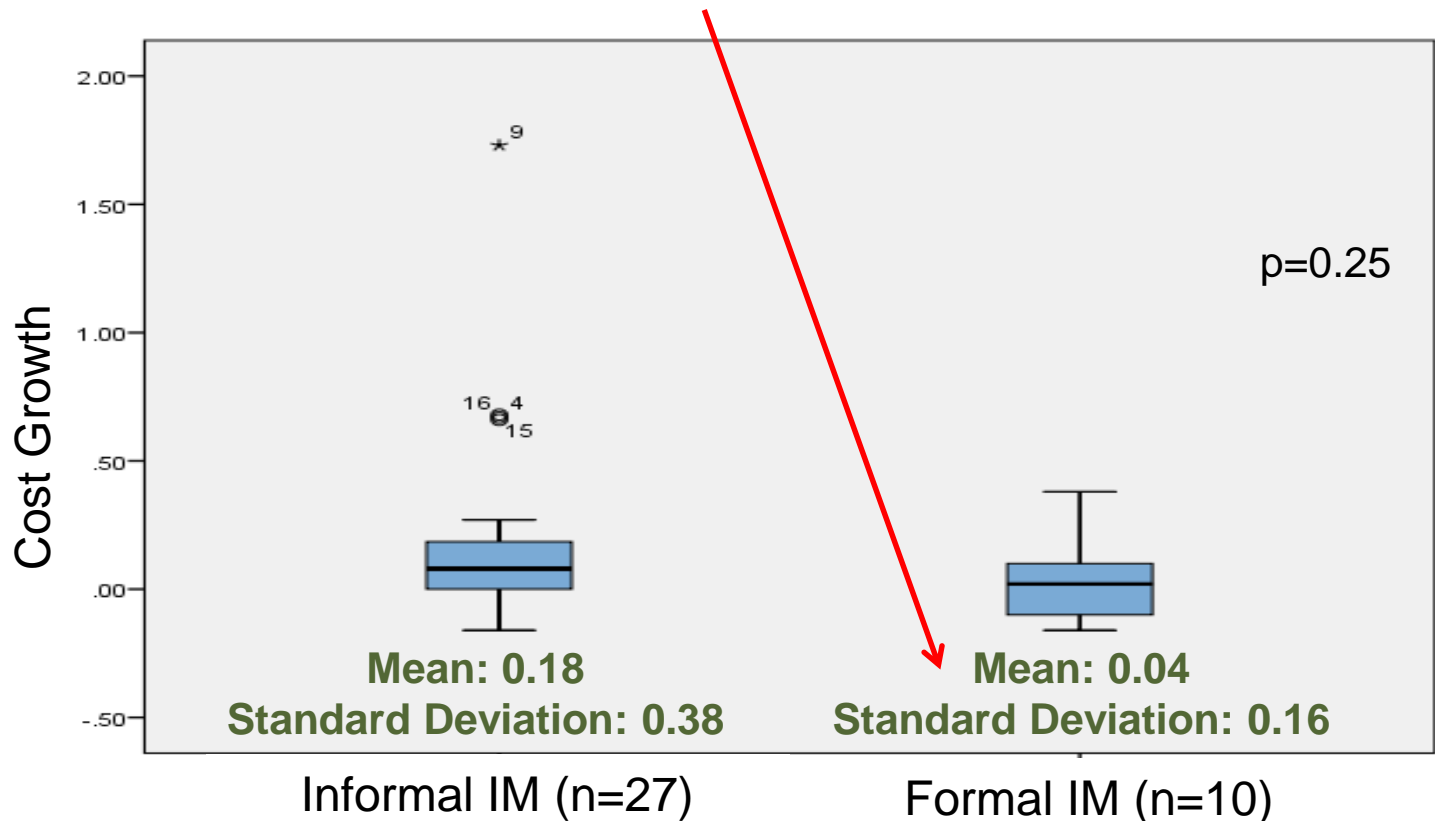 2.00
9
1.50
p=0.25
1.00
Cost Growth
16 4
15
.50
.00
Mean: 0.18
Mean: 0.04
Standard Deviation: 0.38
Standard Deviation: 0.16
-.50
Informal IM (n=27)
Formal IM (n=10)